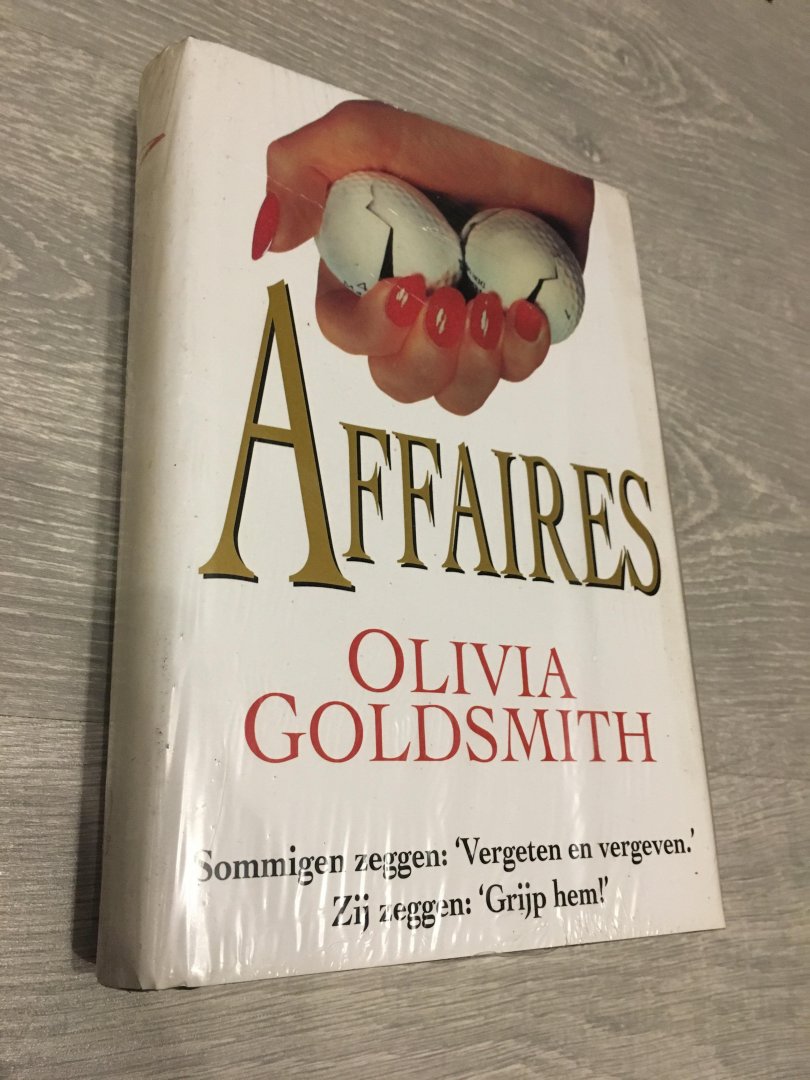 AFFAIRES
OLIVIA
GOLDSMITH
Sommigen zeggen: ‘Vergeten en vergeven.’
Zij zeggen: ‘Grijp hem!’